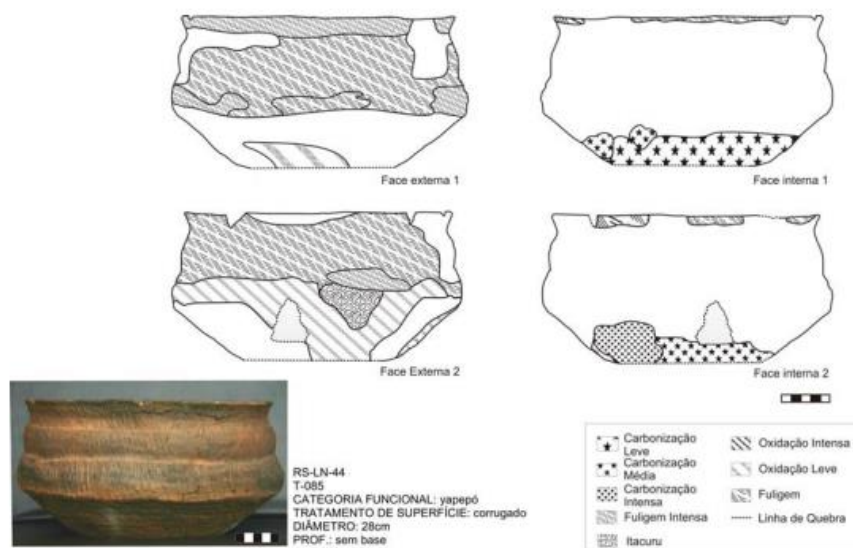 Face externa 1
Face interna 1
Face Externa 2
Face interna 2
RS-LN-44
T-085
CATEGORIA FUNCIONAL: yapepó
TRATAMENTO DE SUPERFÍCIE: corrugado
DIÂMETRO: 28cm
PROF.: sem base
Carbonização
Leve
Carbonização
Média
Carbonização
Intensa
Fuligem Intensa
Itacuru
Oxidação Intensa
Oxidação Leve
Fuligem
Linha de Quebra